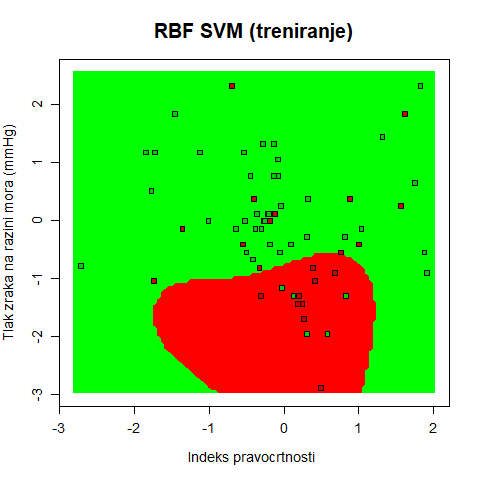 RBF SVM (treniranje)
Tlak zraka na razini mora (mmHg)
2
1
0
-1
-2
-3
-3 -2 -1 0 1 2
Indeks pravocrtnosti